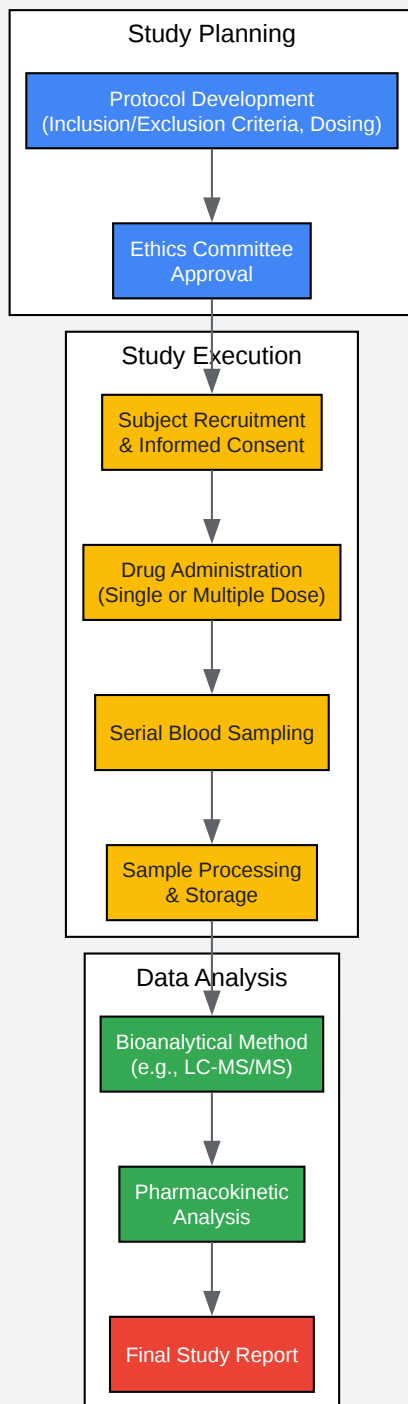 Study Planning
Protocol Development
(Inclusion/Exclusion Criteria, Dosing)
Ethics Committee
Approval
Study Execution
Subject Recruitment
& Informed Consent
Drug Administration
(Single or Multiple Dose)
Serial Blood Sampling
Sample Processing
& Storage
Data Analysis
Bioanalytical Method
(e.g., LC-MS/MS)
Pharmacokinetic
Analysis
Final Study Report